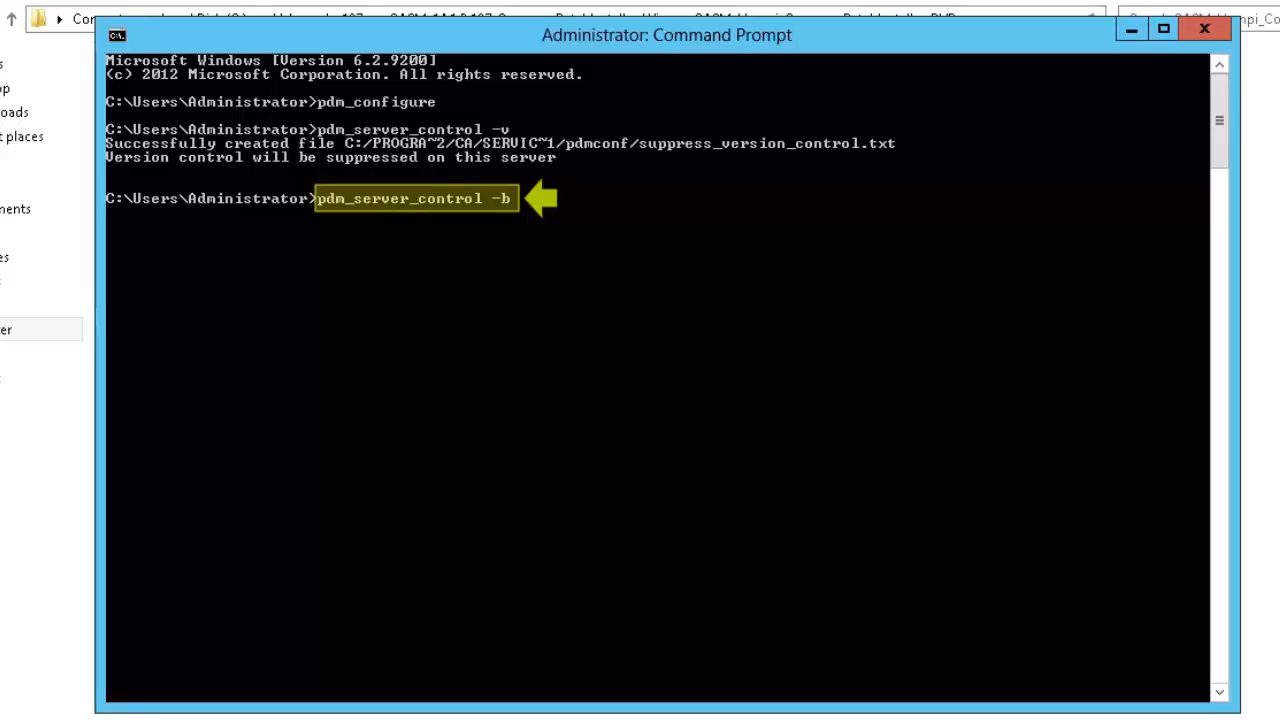 Administrator: Command Prompt
Microsoft Windows [Version 6.2.9200]
(c) 2012 Microsoft Corporation. All rights reserved.
C:\Users\Administrator>pdm_configure
C:\Users\Administrator>pdm_server_control -v
Successfully created file C:/PROGRA~2/CA/SERVIC~1/pdmconf/suppress_version_control.txt
Version control will be suppressed on this server
C:\Users\Administrator>pdm_server_control -b
oads
t places